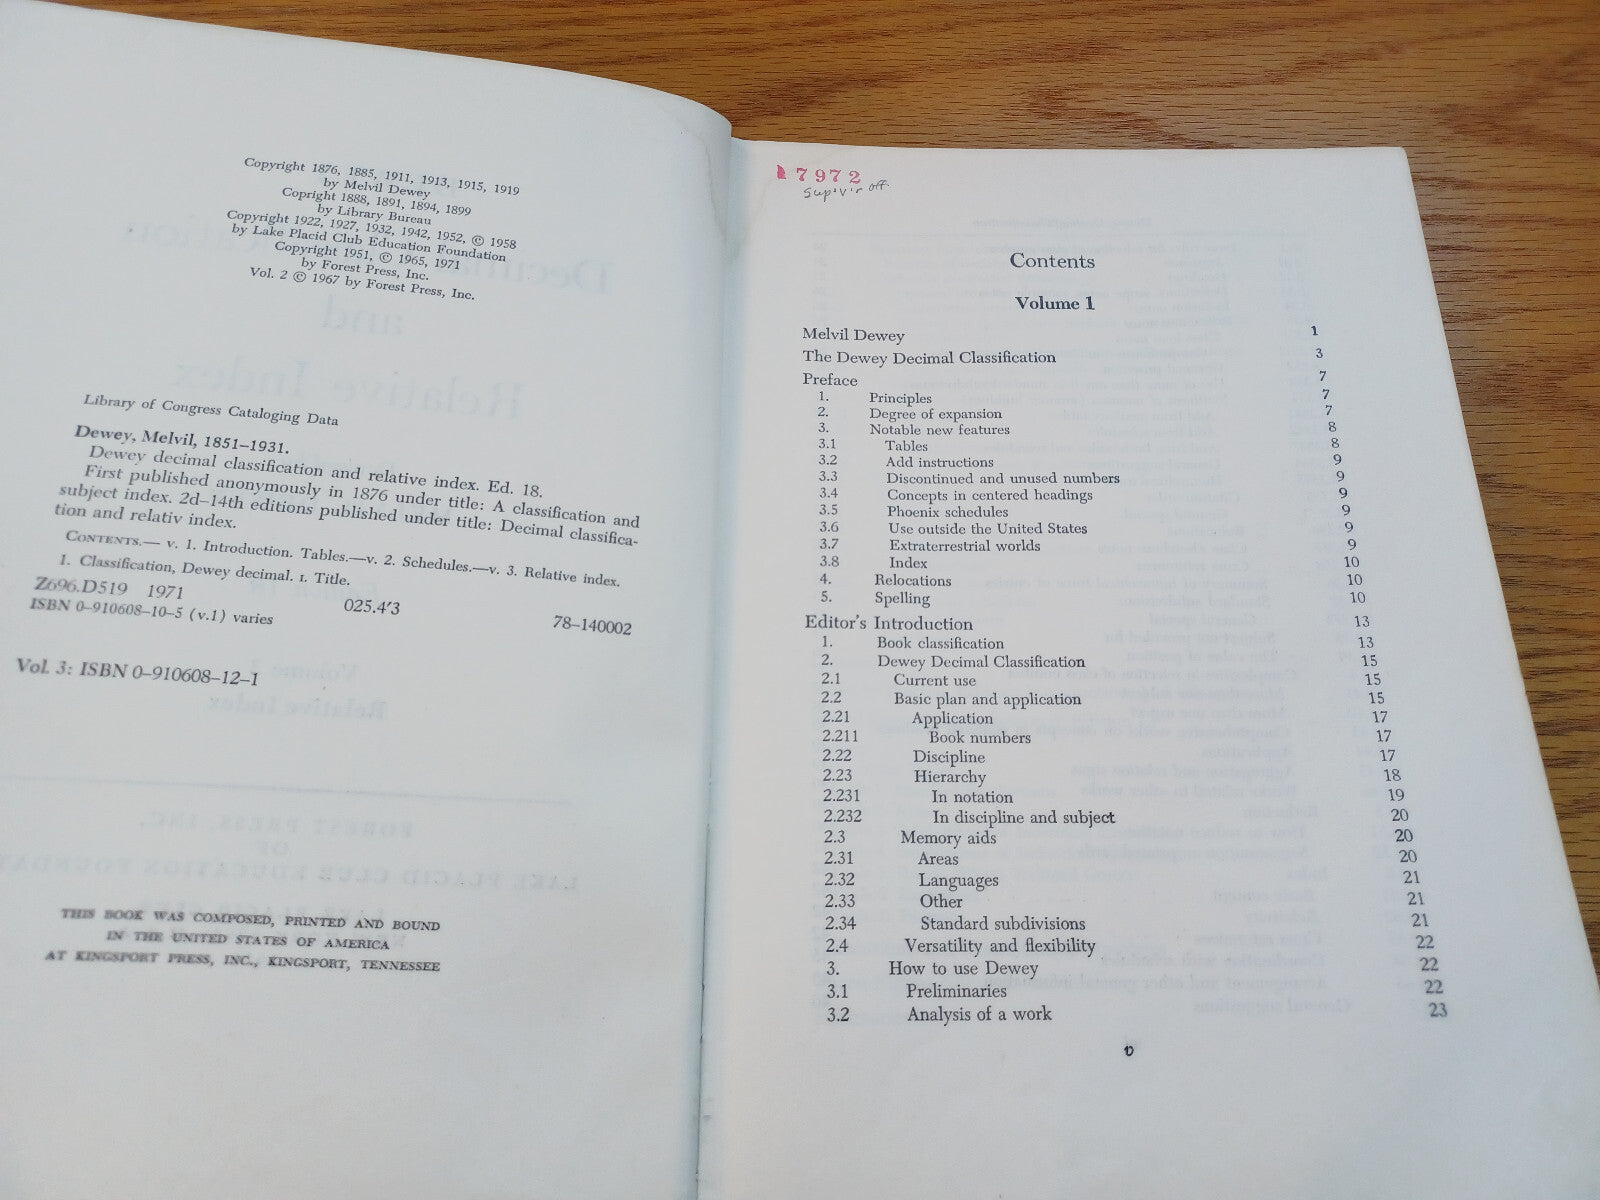 Copyright 1876, 1885, 1911, 1913, 1915, 1919
by Melvil Dewey
Copright 1888, 1891, 1894, 1899
by Library Bureau
Copyright 1922, 1927, 1932, 1942, 1952, © 1958
by Lake Placid Club Education Foundation
Copyright 1951, © 1965, 1971
by Forest Press, Inc.
Vol. 2 © 1967 by Forest Press, Inc.
Library of Congress Cataloging Data
Dewey, Melvil, 1851–1931.
Dewey decimal classification and relative index. Ed. 18.
First published anonymously in 1876 under title: A classification and
subject index. 2d–14th editions published under title: Decimal classifica-
tion and relativ index.
CONTENTS.— v. 1. Introduction. Tables.—v. 2. Schedules.—v. 3. Relative index.
1. Classification, Dewey decimal. I. Title.
Z696.D519 1971 025.4'3 78–140002
ISBN 0–910608–10–5 (v.1) varies
Vol. 3: ISBN 0–910608–12–1
THIS BOOK WAS COMPOSED, PRINTED AND BOUND
IN THE UNITED STATES OF AMERICA
AT KINGSPORT PRESS, INC., KINGSPORT, TENNESSEE
7972
off.
Contents
Volume 1
Melvil Dewey 1
The Dewey Decimal Classification 3
Preface 7
1. Principles 7
2. Degree of expansion 7
3. Notable new features 8
3.1 Tables 8
3.2 Add instructions 9
3.3 Discontinued and unused numbers 9
3.4 Concepts in centered headings 9
3.5 Phoenix schedules 9
3.6 Use outside the United States 9
3.7 Extraterrestrial worlds 9
3.8 Index 10
4. Relocations 10
5. Spelling 10
Editor's Introduction 13
1. Book classification 13
2. Dewey Decimal Classification 15
2.1 Current use 15
2.2 Basic plan and application 15
2.21 Application 17
2.211 Book numbers 17
2.22 Discipline 17
2.23 Hierarchy 18
2.231 In notation 19
2.232 In discipline and subject 20
2.3 Memory aids 20
2.31 Areas 20
2.32 Languages 21
2.33 Other 21
2.34 Standard subdivisions 21
2.4 Versatility and flexibility 22
3. How to use Dewey 22
3.1 Preliminaries 22
3.2 Analysis of a work 23
v